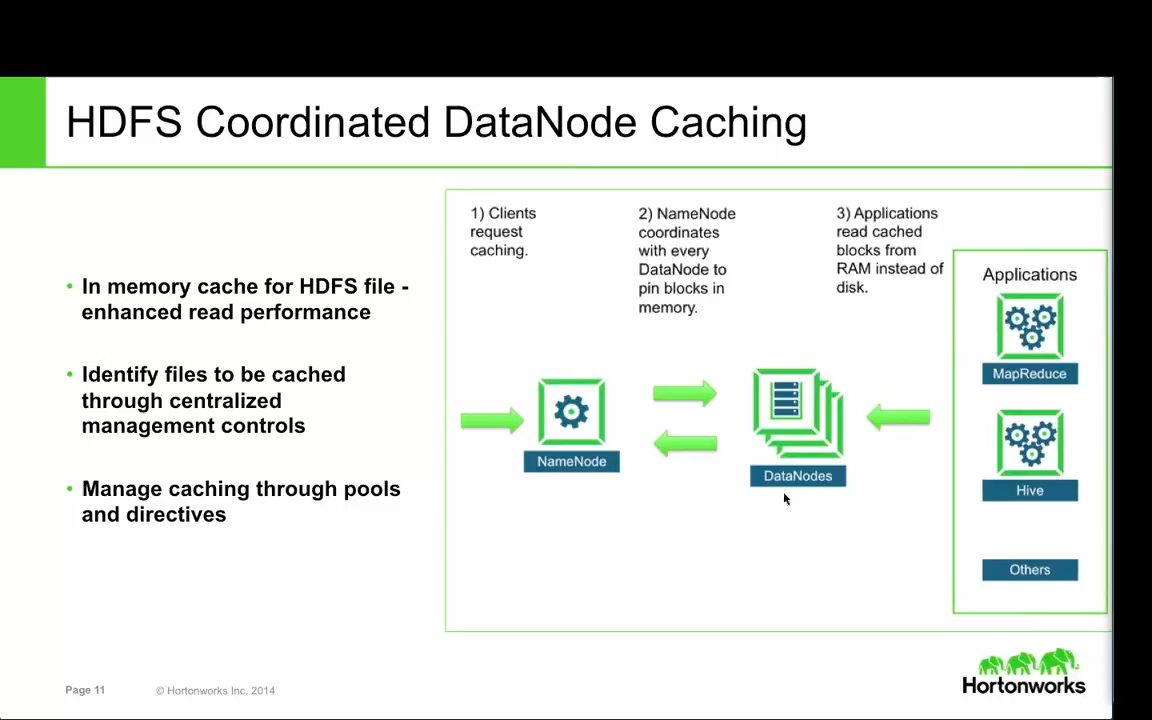 HDFS Coordinated DataNode Caching
• In memory cache for HDFS file -
enhanced read performance
• Identify files to be cached
through centralized
management controls
• Manage caching through pools
and directives
1) Clients
request
caching.
2) NameNode
coordinates
with every
DataNode to
pin blocks in
memory.
3) Applications
read cached
blocks from
RAM instead of
disk.
NameNode
DataNodes
Applications
MapReduce
Hive
Others
Page 11
© Hortonworks Inc. 2014
Hortonworks